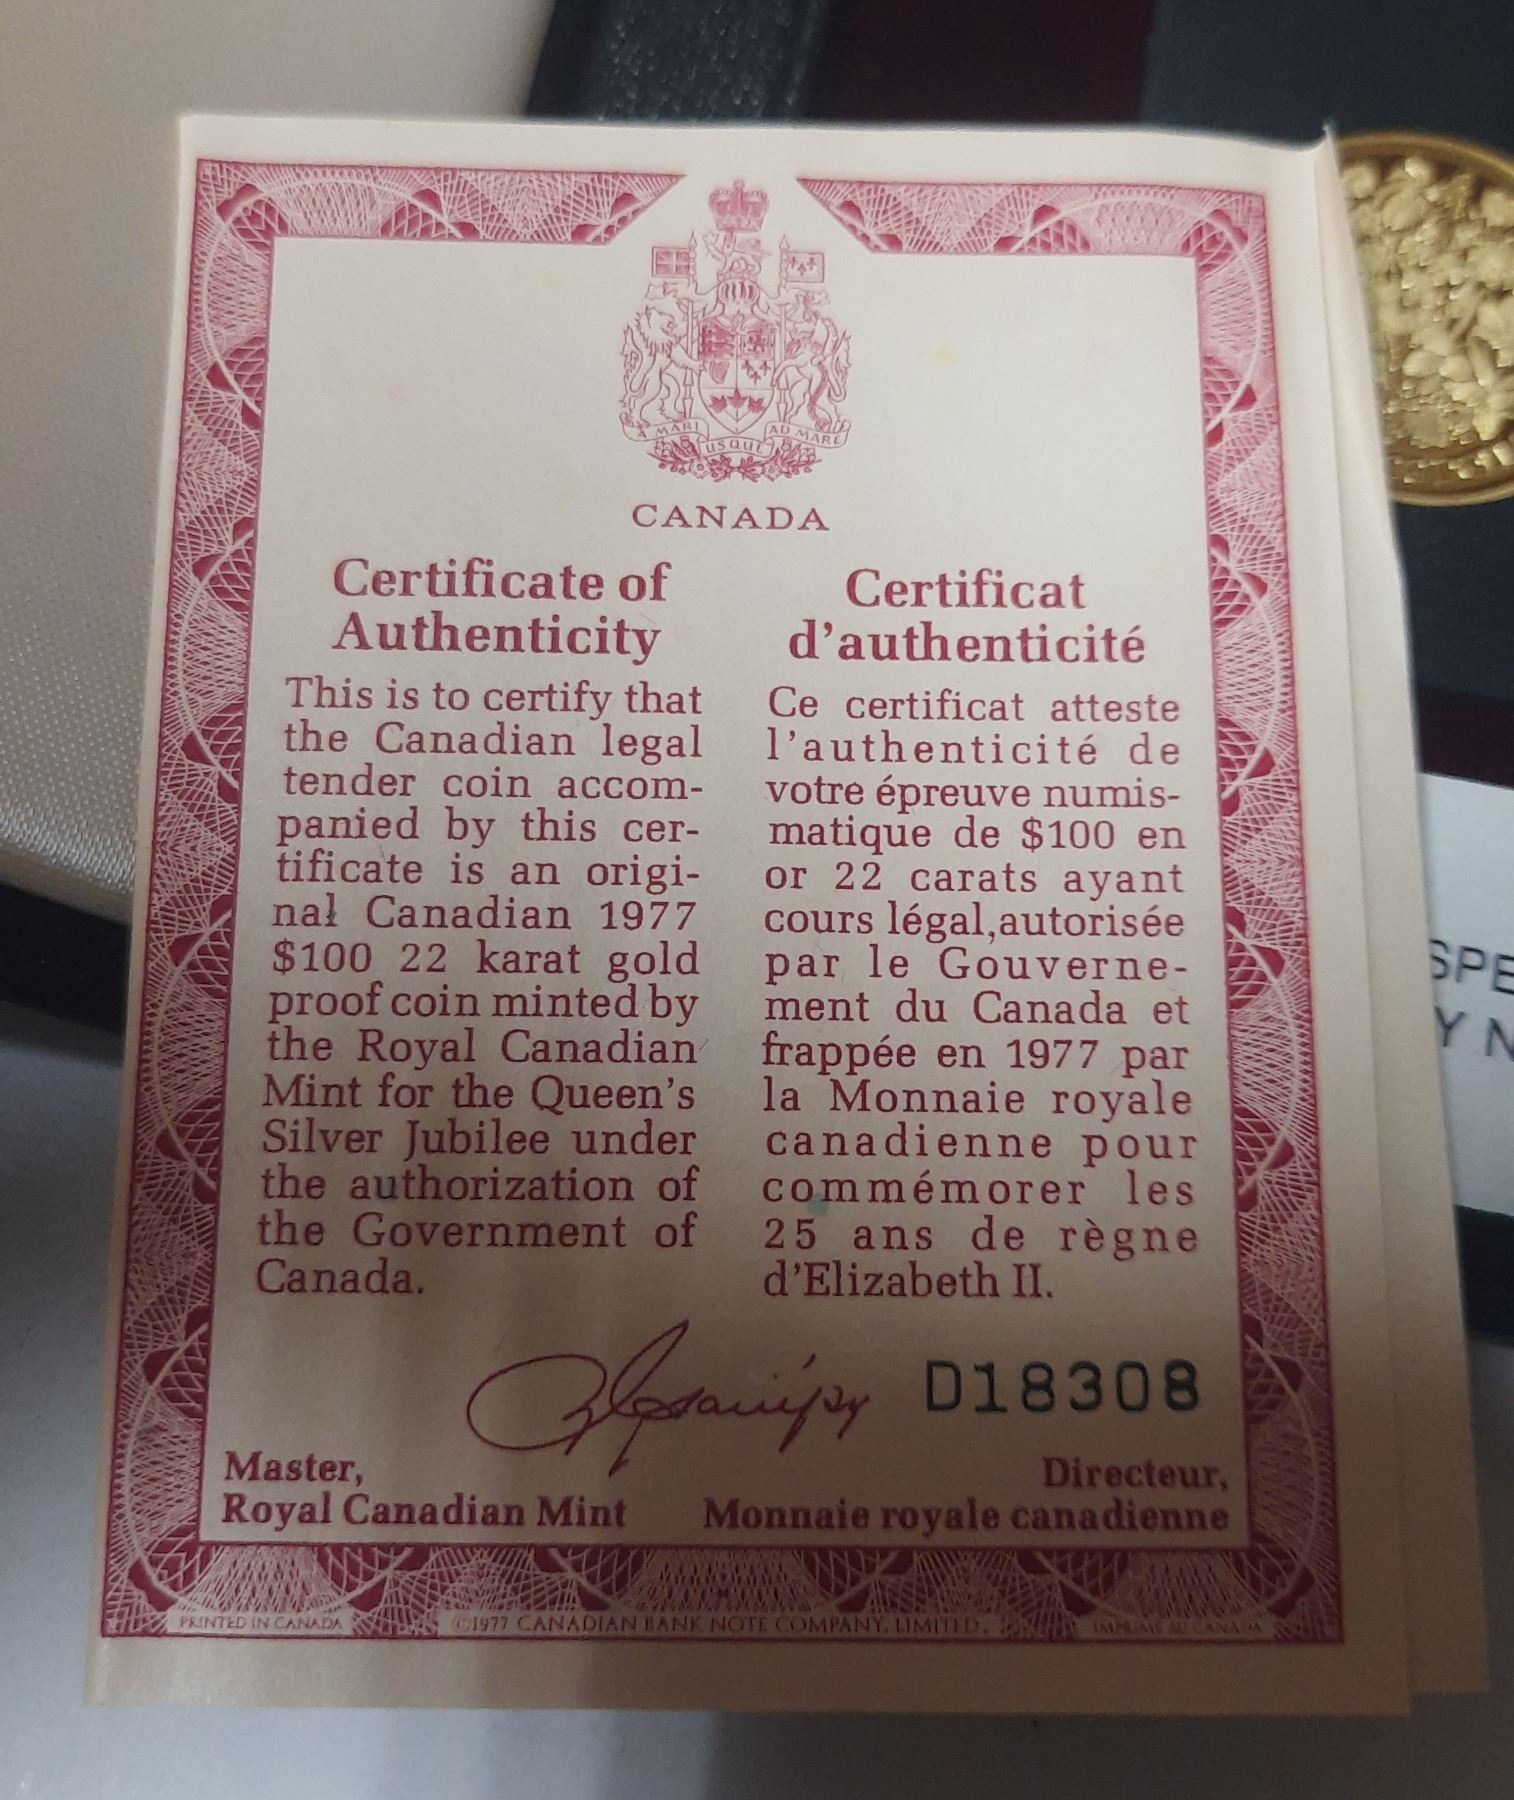 A MARI
USQUE
AD MARE
CANADA
Certificate of
Authenticity
This is to certify that
the Canadian legal
tender coin accom-
panied by this cer-
tificate is an origi-
nal Canadian 1977
$100 22 karat gold
proof coin minted by
the Royal Canadian
Mint for the Queen's
Silver Jubilee under
the authorization of
the Government of
Canada.
Certificat
d'authenticité
Ce certificat atteste
l'authenticité de
votre épreuve numis-
matique de $100 en
or 22 carats ayant
cours légal,autorisée
par le Gouverne-
ment du Canada et
frappée en 1977 par
la Monnaie royale
canadienne pour
commémorer les
25 ans de règne
d'Elizabeth II.
D18308
Master,
Royal Canadian Mint
Directeur,
Monnaie royale canadienne
PRINTED IN CANADA
©1977 CANADIAN BANK NOTE COMPANY, LIMITED.
IMPRIMÉ AU CANADA
SPE
Y N